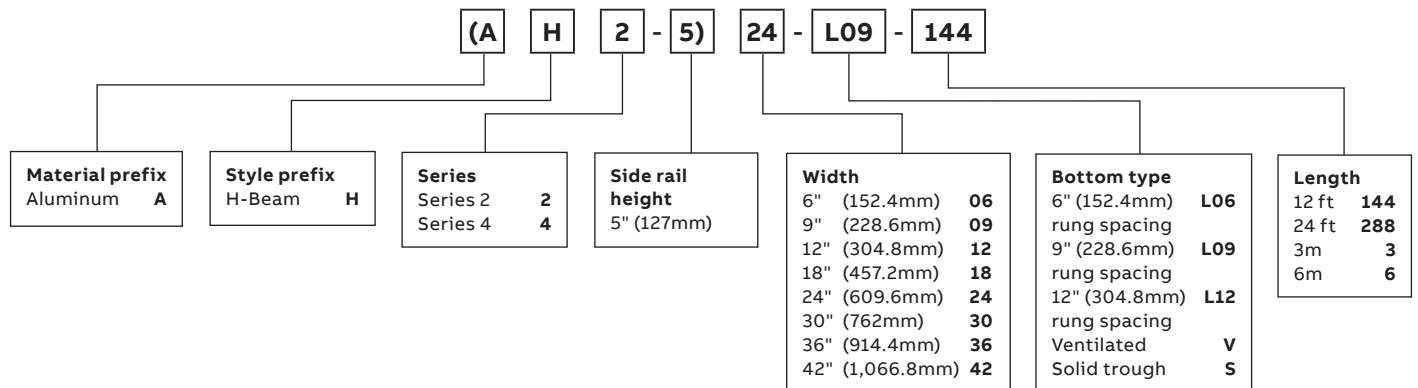 (A H 2 - 5) 24 - L09 - 144
Material prefix
Aluminum A
Style prefix
H-Beam H
Series
Series 2 2
Series 4 4
Side rail
height
5" (127mm)
Width
6" (152.4mm) 06
9" (228.6mm) 09
12" (304.8mm) 12
18" (457.2mm) 18
24" (609.6mm) 24
30" (762mm) 30
36" (914.4mm) 36
42" (1,066.8mm) 42
Bottom type
6" (152.4mm) L06
rung spacing
9" (228.6mm) L09
rung spacing
12" (304.8mm) L12
rung spacing
Ventilated V
Solid trough S
Length
12 ft 144
24 ft 288
3m 3
6m 6